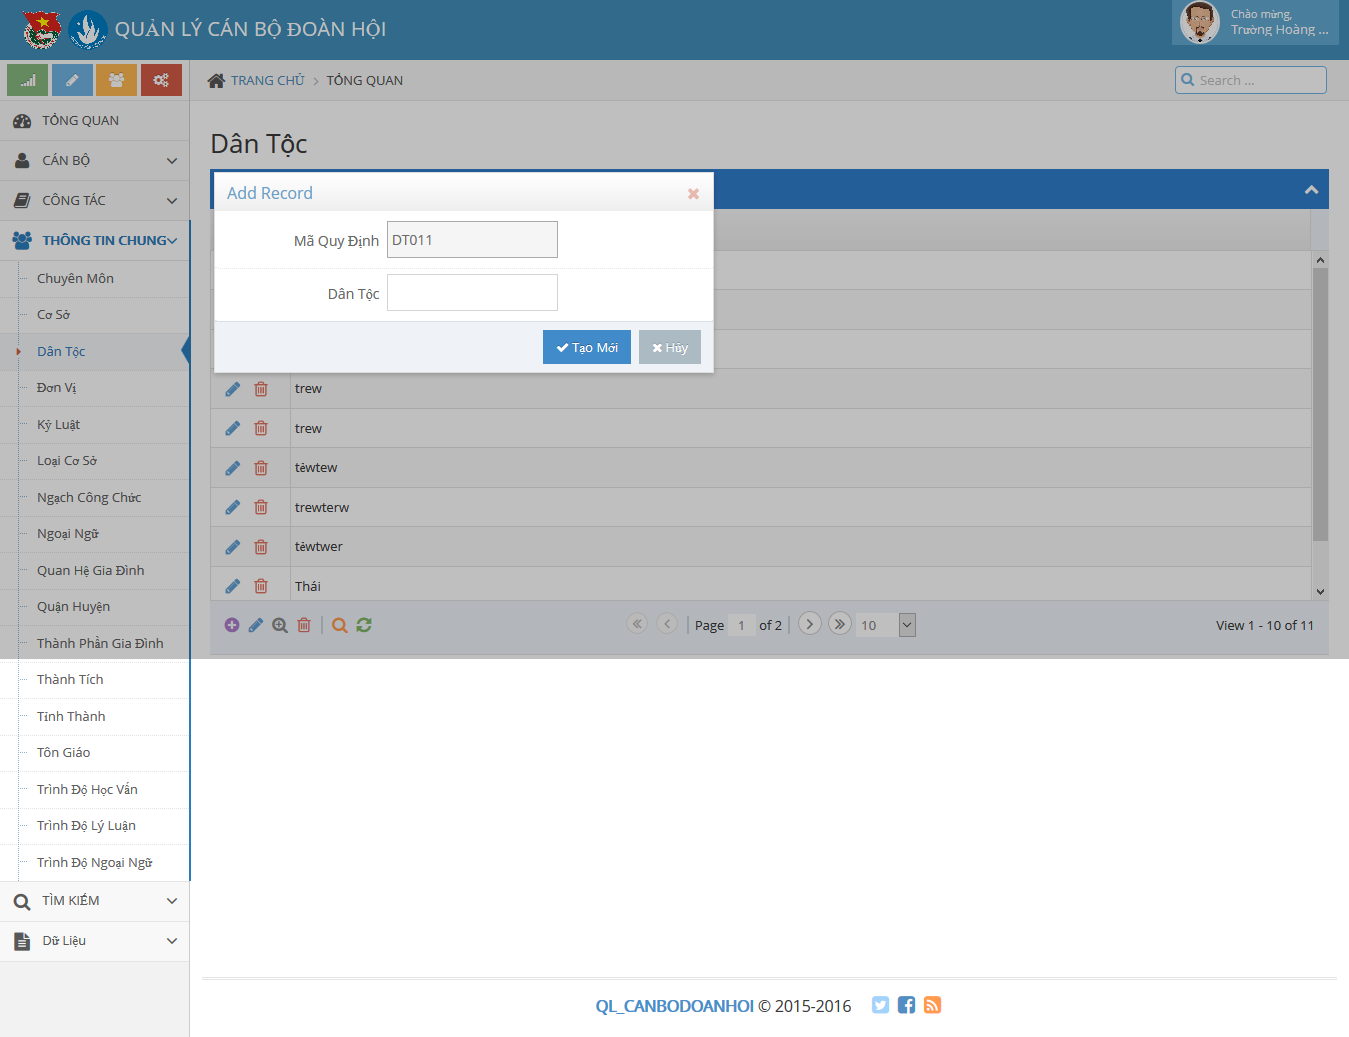 QUẢN LÝ CÁN BỘ ĐOÀN HỘI
Chào mừng,
Trường Hoàng ...
TRANG CHỦ > TỔNG QUAN
Search ...
TỔNG QUAN
CÁN BỘ
CÔNG TÁC
THÔNG TIN CHUNG
Chuyên Môn
Cơ Sở
Dân Tộc
Đơn Vị
Kỷ Luật
Loại Cơ Sở
Ngạch Công Chức
Ngoại Ngữ
Quan Hệ Gia Đình
Quận Huyện
Thành Phần Gia Đình
Thành Tích
Tỉnh Thành
Tôn Giáo
Trình Độ Học Vấn
Trình Độ Lý Luận
Trình Độ Ngoại Ngữ
TÌM KIẾM
Dữ Liệu
Dân Tộc
Add Record
Mã Quy Định DT011
Dân Tộc
Tạo Mới Hủy
trew
trew
têwtew
trewterw
têwtwer
Thái
Page 1 of 2 10 View 1 - 10 of 11
QL_CANBODOANHOI © 2015-2016